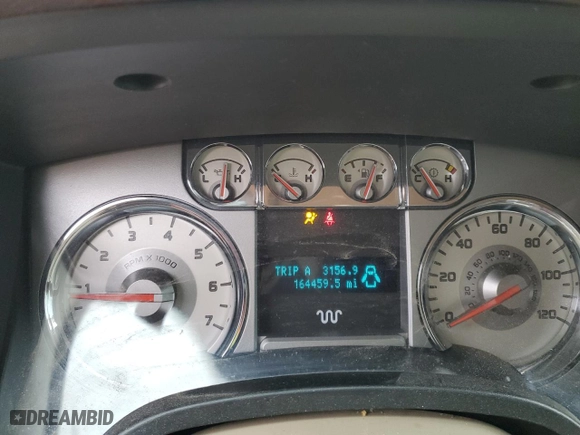 L H
C H
E F
L H
1 2 3 4 5 6 7
RPM X 1000
TRIP A 3156.9
164459.5 mi
0 20 40 60 80 100 120
DREAMBID